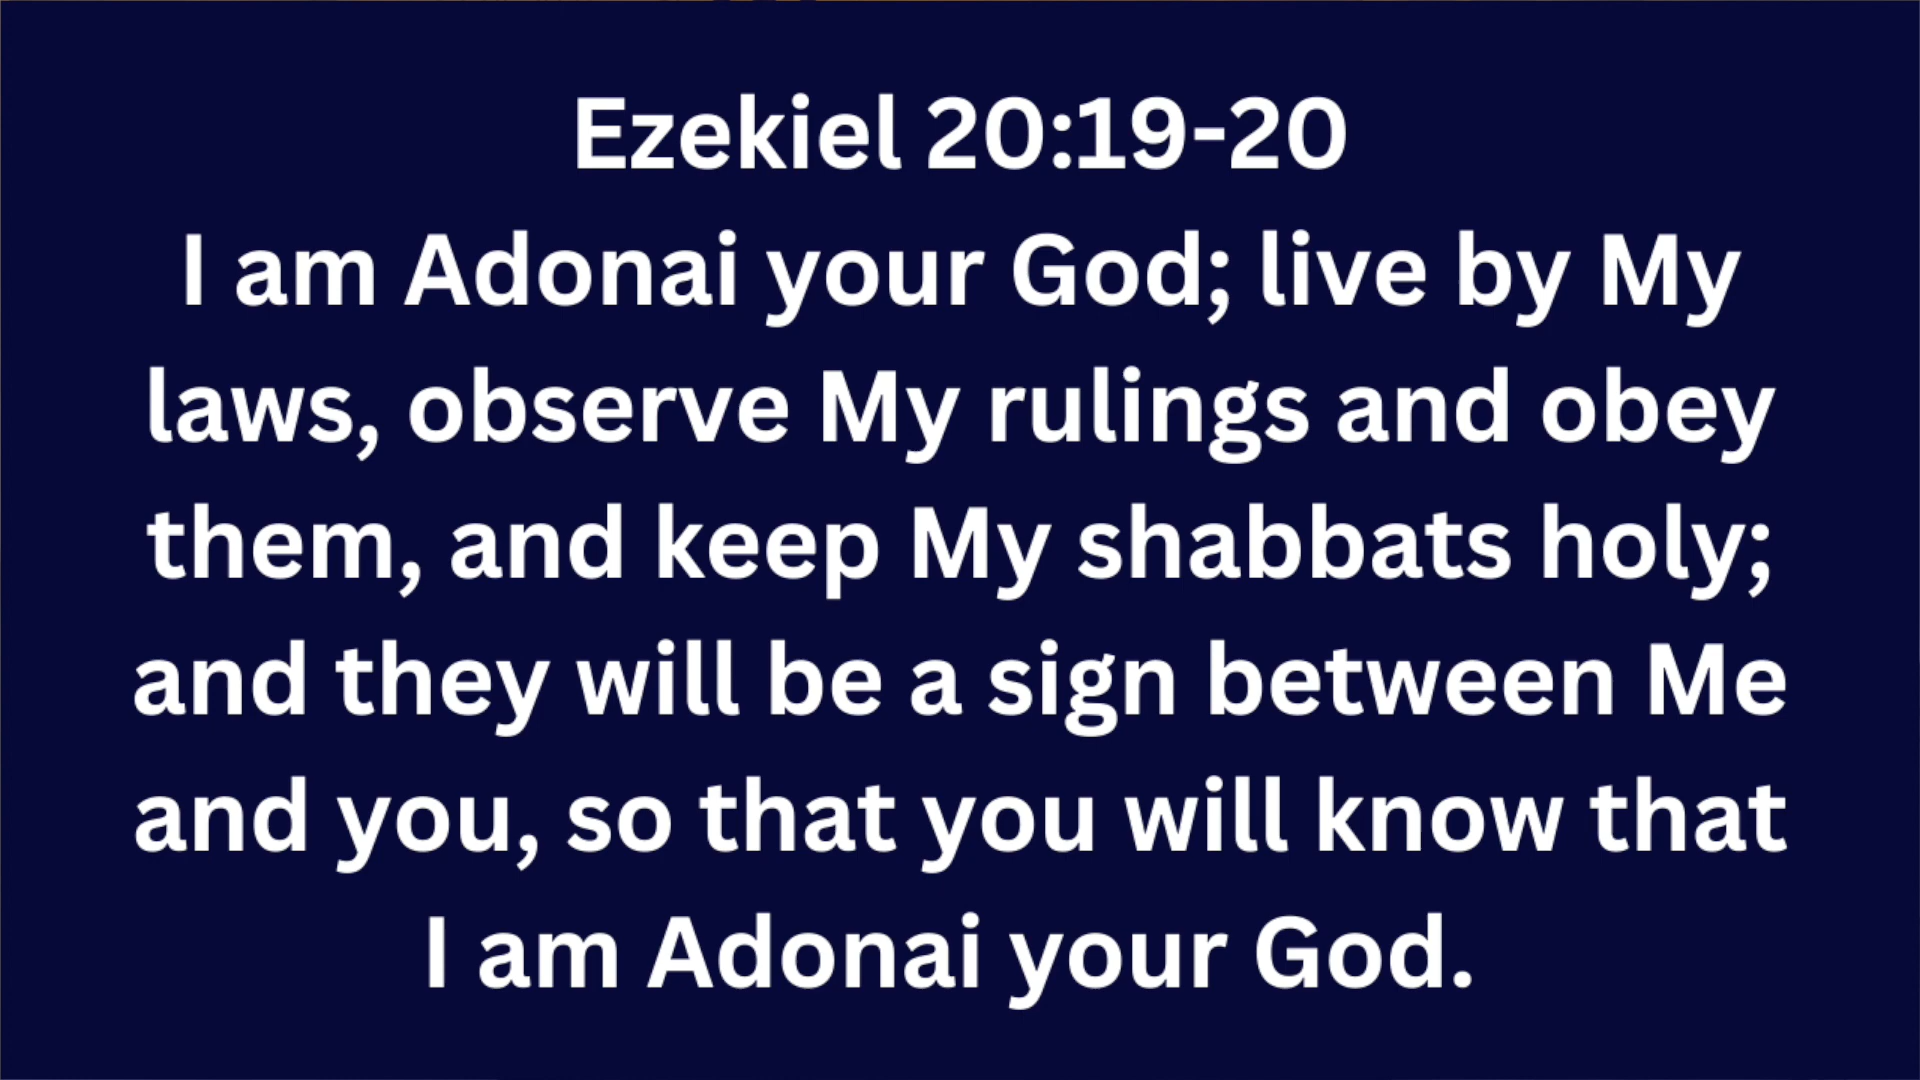 Ezekiel 20:19-20
I am Adonai your God; live by My
laws, observe My rulings and obey
them, and keep My shabbats holy;
and they will be a sign between Me
and you, so that you will know that
I am Adonai your God.